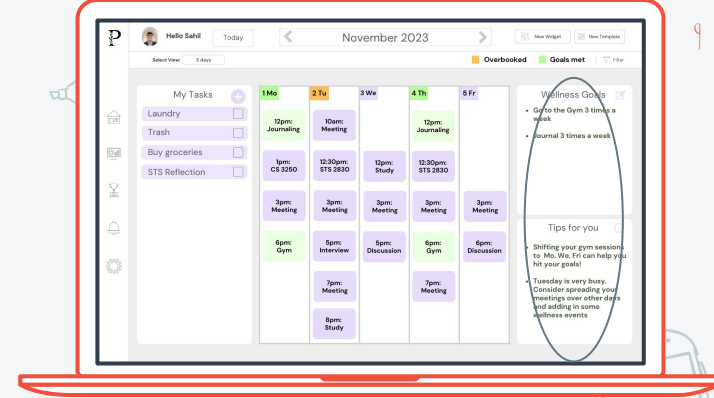 P
Hello Sahil
Today
November 2023
New Widget
New Template
Select View:
5 days
Overbooked
Goals met
Filter
My Tasks
Laundry
Trash
Buy groceries
STS Reflection
1 Mo
2 Tu
3 We
4 Th
5 Fr
12pm:
Journaling
1pm:
CS 3250
3pm:
Meeting
6pm:
Gym
10am:
Meeting
12:30pm:
STS 2830
3pm:
Meeting
5pm:
Interview
7pm:
Meeting
8pm:
Study
12pm:
Study
3pm:
Meeting
5pm:
DIscussion
12pm:
Journaling
12:30pm:
STS 2830
3pm:
Meeting
6pm:
Gym
7pm:
Meeting
3pm:
Meeting
6pm:
Discussion
Wellness Goals
• Go to the Gym 3 times a
week
• Journal 3 times a week
Tips for you
• Shifting your gym sessions
to Mo, We, Fri can help you
hit your goals!
• Tuesday is very busy.
Consider spreading your
meetings over other days
and adding in some
wellness events